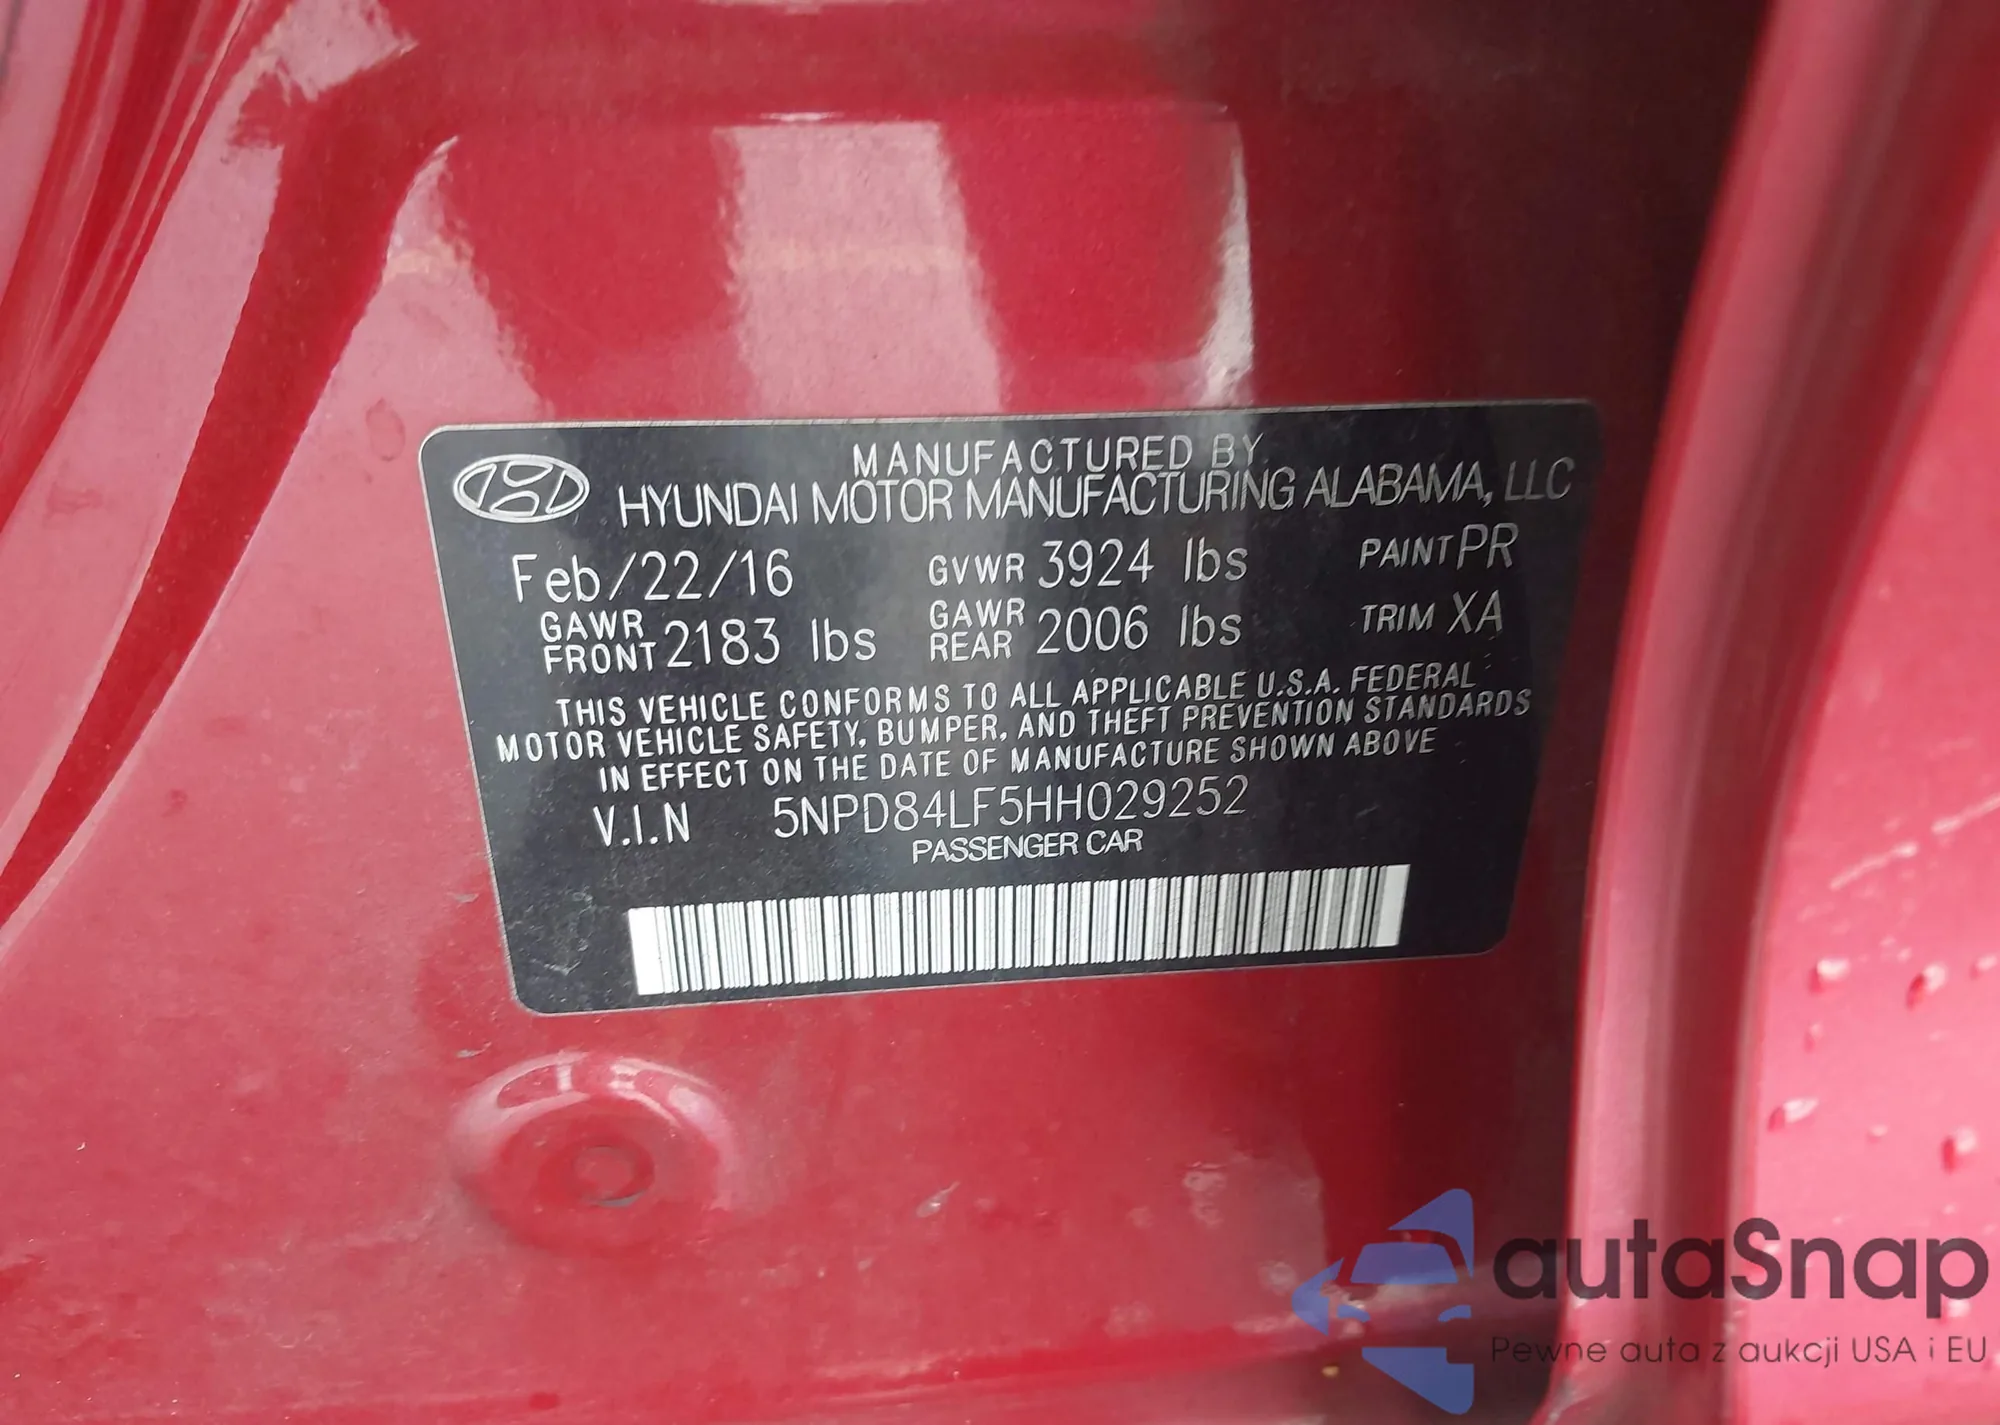 MANUFACTURED BY
HYUNDAI MOTOR MANUFACTURING ALABAMA, LLC
Feb/22/16 GVWR 3924 lbs PAINT PR
GAWR FRONT 2183 lbs GAWR REAR 2006 lbs TRIM XA
THIS VEHICLE CONFORMS TO ALL APPLICABLE U.S.A. FEDERAL
MOTOR VEHICLE SAFETY, BUMPER, AND THEFT PREVENTION STANDARDS
IN EFFECT ON THE DATE OF MANUFACTURE SHOWN ABOVE
V.I.N 5NPD84LF5HH029252
PASSENGER CAR
autaSnap
Pewne auta z aukcji USA i EU